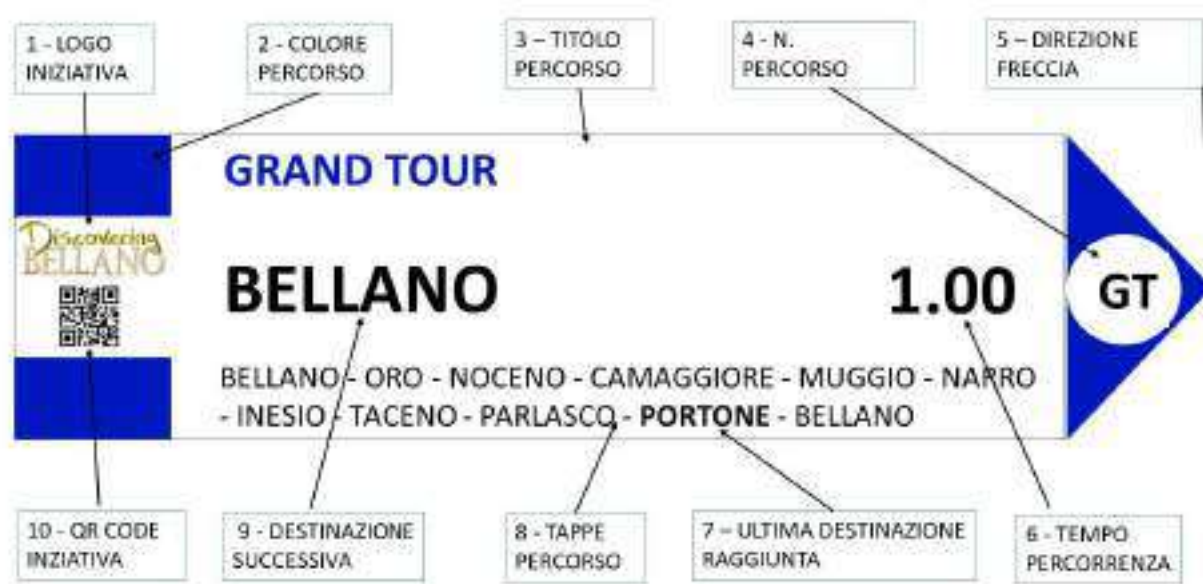 1 - LOGO
INIZIATIVA
2 - COLORE
PERCORSO
3 – TITOLO
PERCORSO
4 - N.
PERCORSO
5 – DIREZIONE
FRECCIA
GRAND TOUR
Discovering
BELLANO
BELLANO
1.00
GT
BELLANO - ORO - NOCENO - CAMAGGIORE - MUGGIO - NARRO
- INESIO - TACENO - PARLASCO - PORTONE - BELLANO
10 - QR CODE
INZIATIVA
9 - DESTINAZIONE
SUCCESSIVA
8 - TAPPE
PERCORSO
7 – ULTIMA DESTINAZIONE
RAGGIUNTA
6 - TEMPO
PERCORRENZA